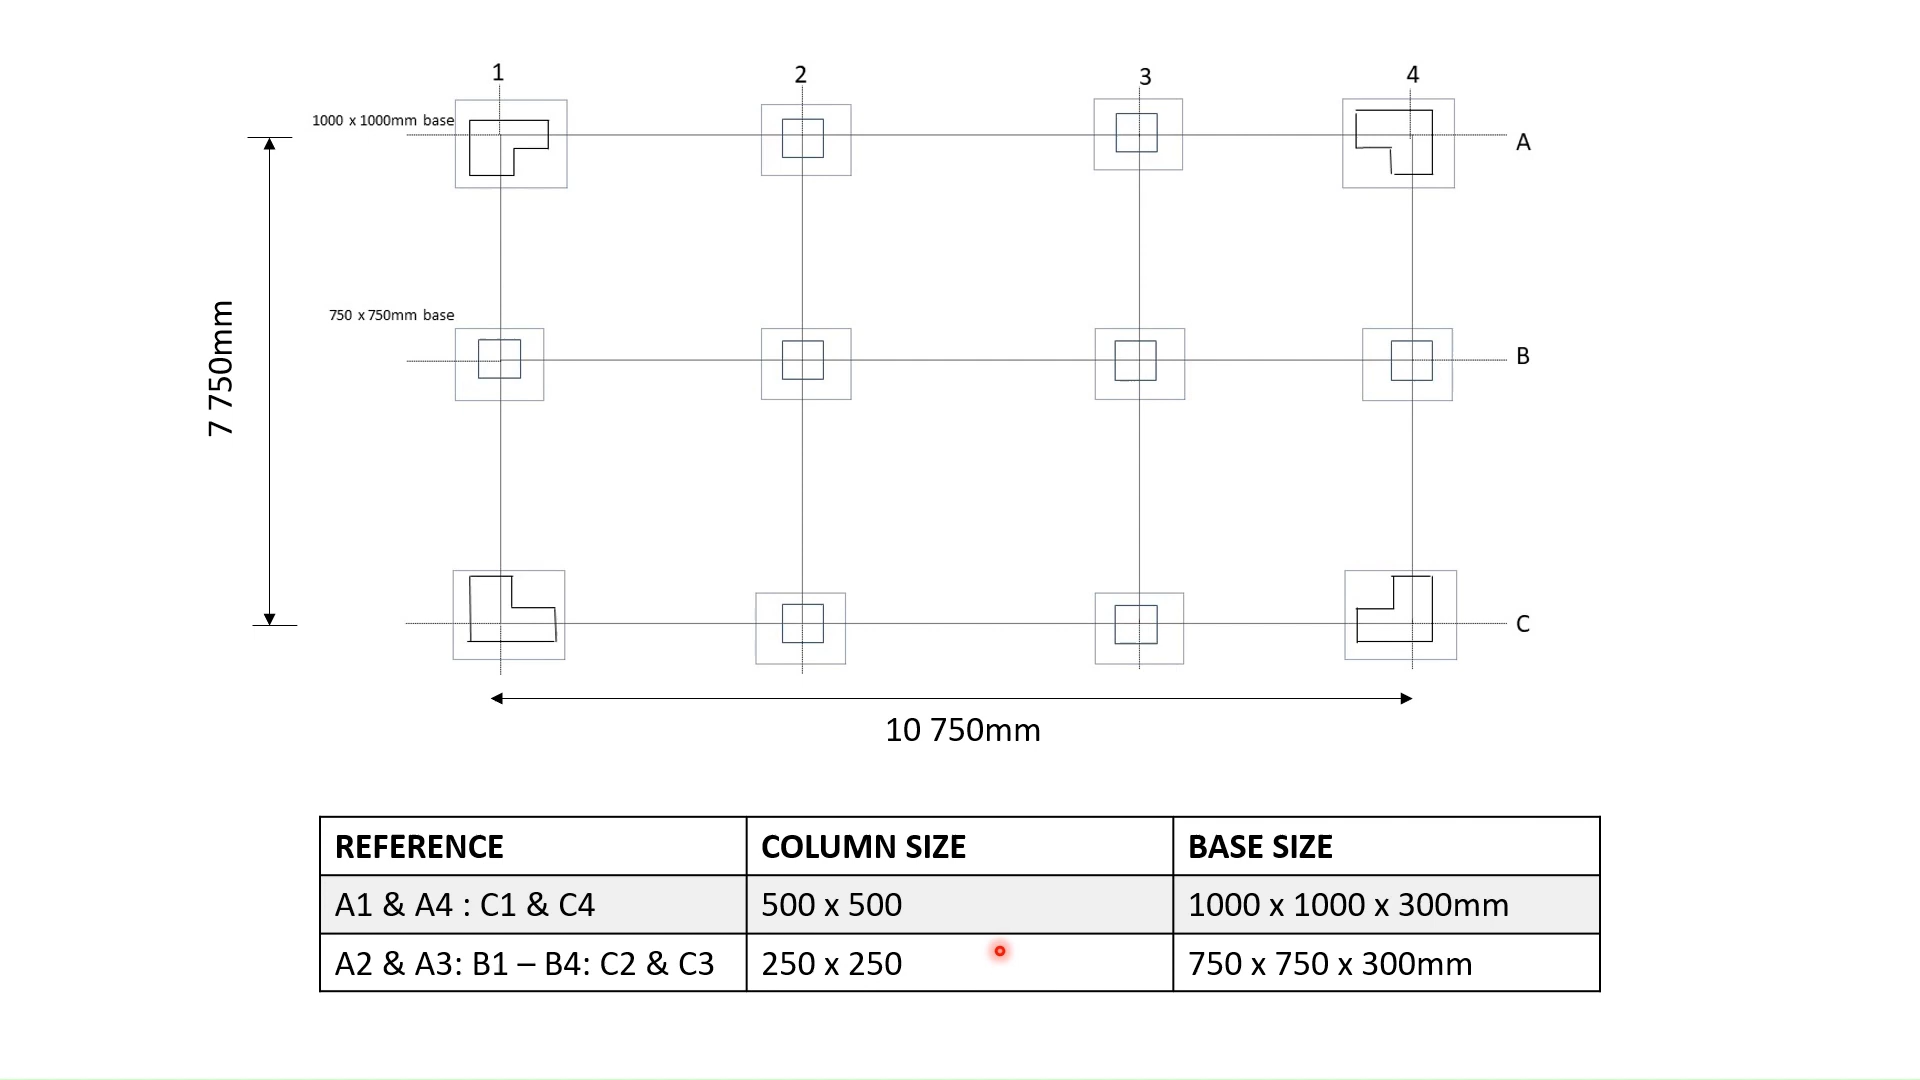 1
2
3
4
1000 x 1000mm base
A
7 750mm
750 x 750mm base
B
C
10 750mm
REFERENCE COLUMN SIZE BASE SIZE
A1 & A4 : C1 & C4 500 x 500 1000 x 1000 x 300mm
A2 & A3: B1 – B4: C2 & C3 250 x 250 750 x 750 x 300mm